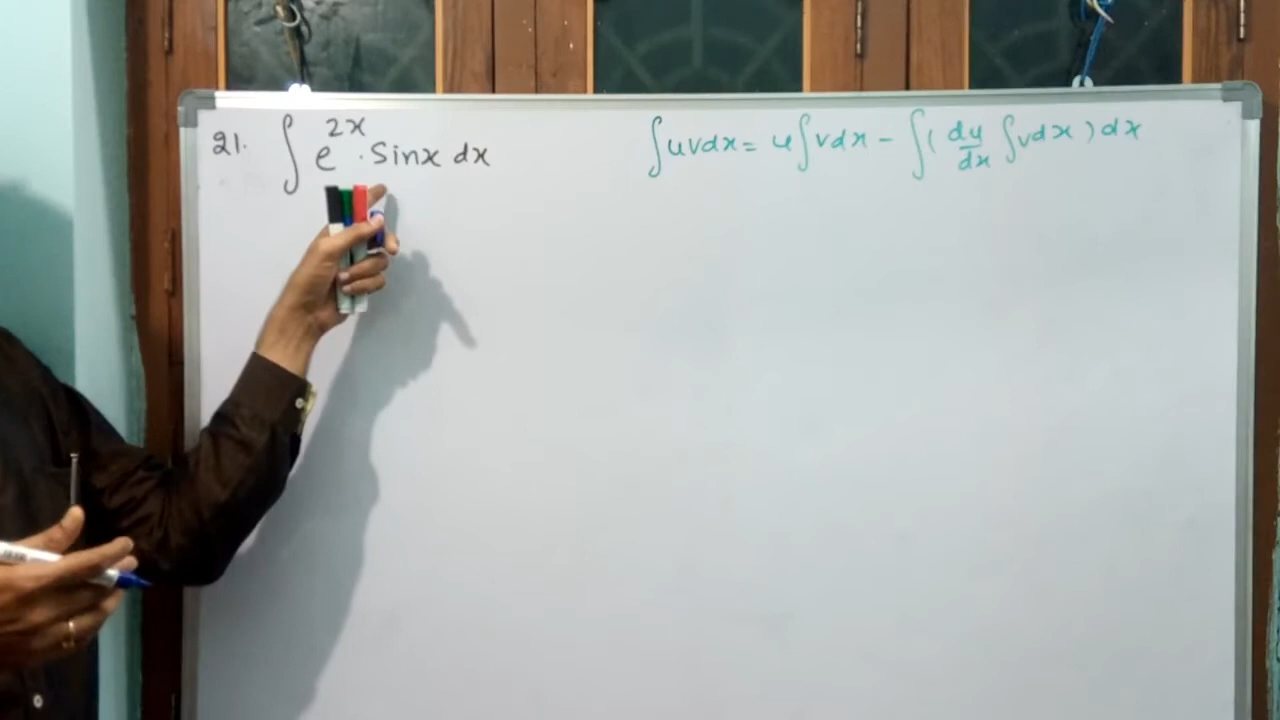 21. ∫ e^2x · Sinx dx
∫uvdx = u∫vdx - ∫( du/dx ∫vdx ) dx